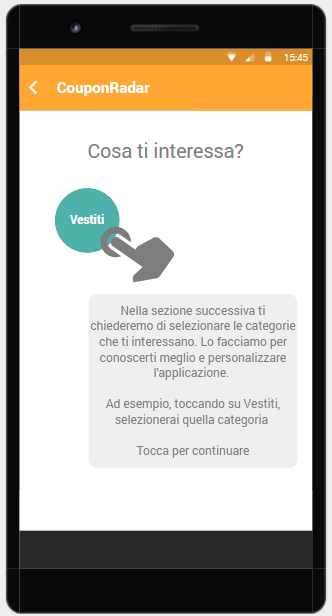 15:45
CouponRadar
Cosa ti interessa?
Vestiti
Nella sezione successiva ti
chiederemo di selezionare le categorie
che ti interessano. Lo facciamo per
conoscerti meglio e personalizzare
l'applicazione.
Ad esempio, toccando su Vestiti,
selezionerai quella categoria
Tocca per continuare